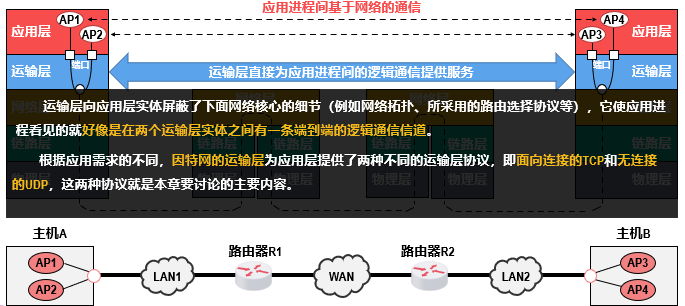 应用进程间基于网络的通信
AP1
AP4
应用层
AP2
AP3
应用层
运输层
端口
运输层直接为应用进程间的逻辑通信提供服务
端口
运输层
运输层向应用层实体屏蔽了下面网络核心的细节（例如网络拓扑、所采用的路由选择协议等），它使应用进
程看见的就好像是在两个运输层实体之间有一条端到端的逻辑通信信道。
链路层
链路层
链路层
链路层
根据应用需求的不同，因特网的运输层为应用层提供了两种不同的运输层协议，即面向连接的TCP和无连接
物理层
物理层
物理层
物理层
的UDP，这两种协议就是本章要讨论的主要内容。
主机A
主机B
AP1
AP2
LAN1
路由器R1
WAN
路由器R2
LAN2
AP3
AP4